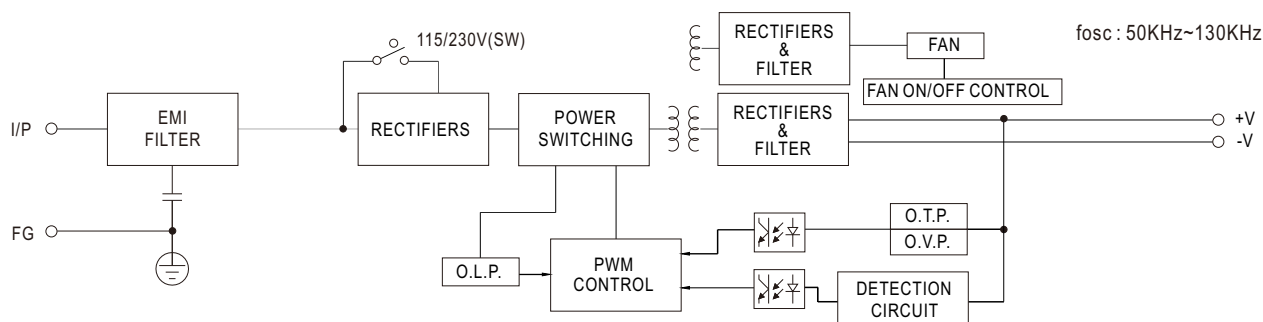 115/230V(SW)
RECTIFIERS
&
FILTER
FAN
fosc : 50KHz~130KHz
FAN ON/OFF CONTROL
I/P
EMI
FILTER
RECTIFIERS
POWER
SWITCHING
RECTIFIERS
&
FILTER
+V
-V
FG
O.L.P.
PWM
CONTROL
O.T.P.
O.V.P.
DETECTION
CIRCUIT